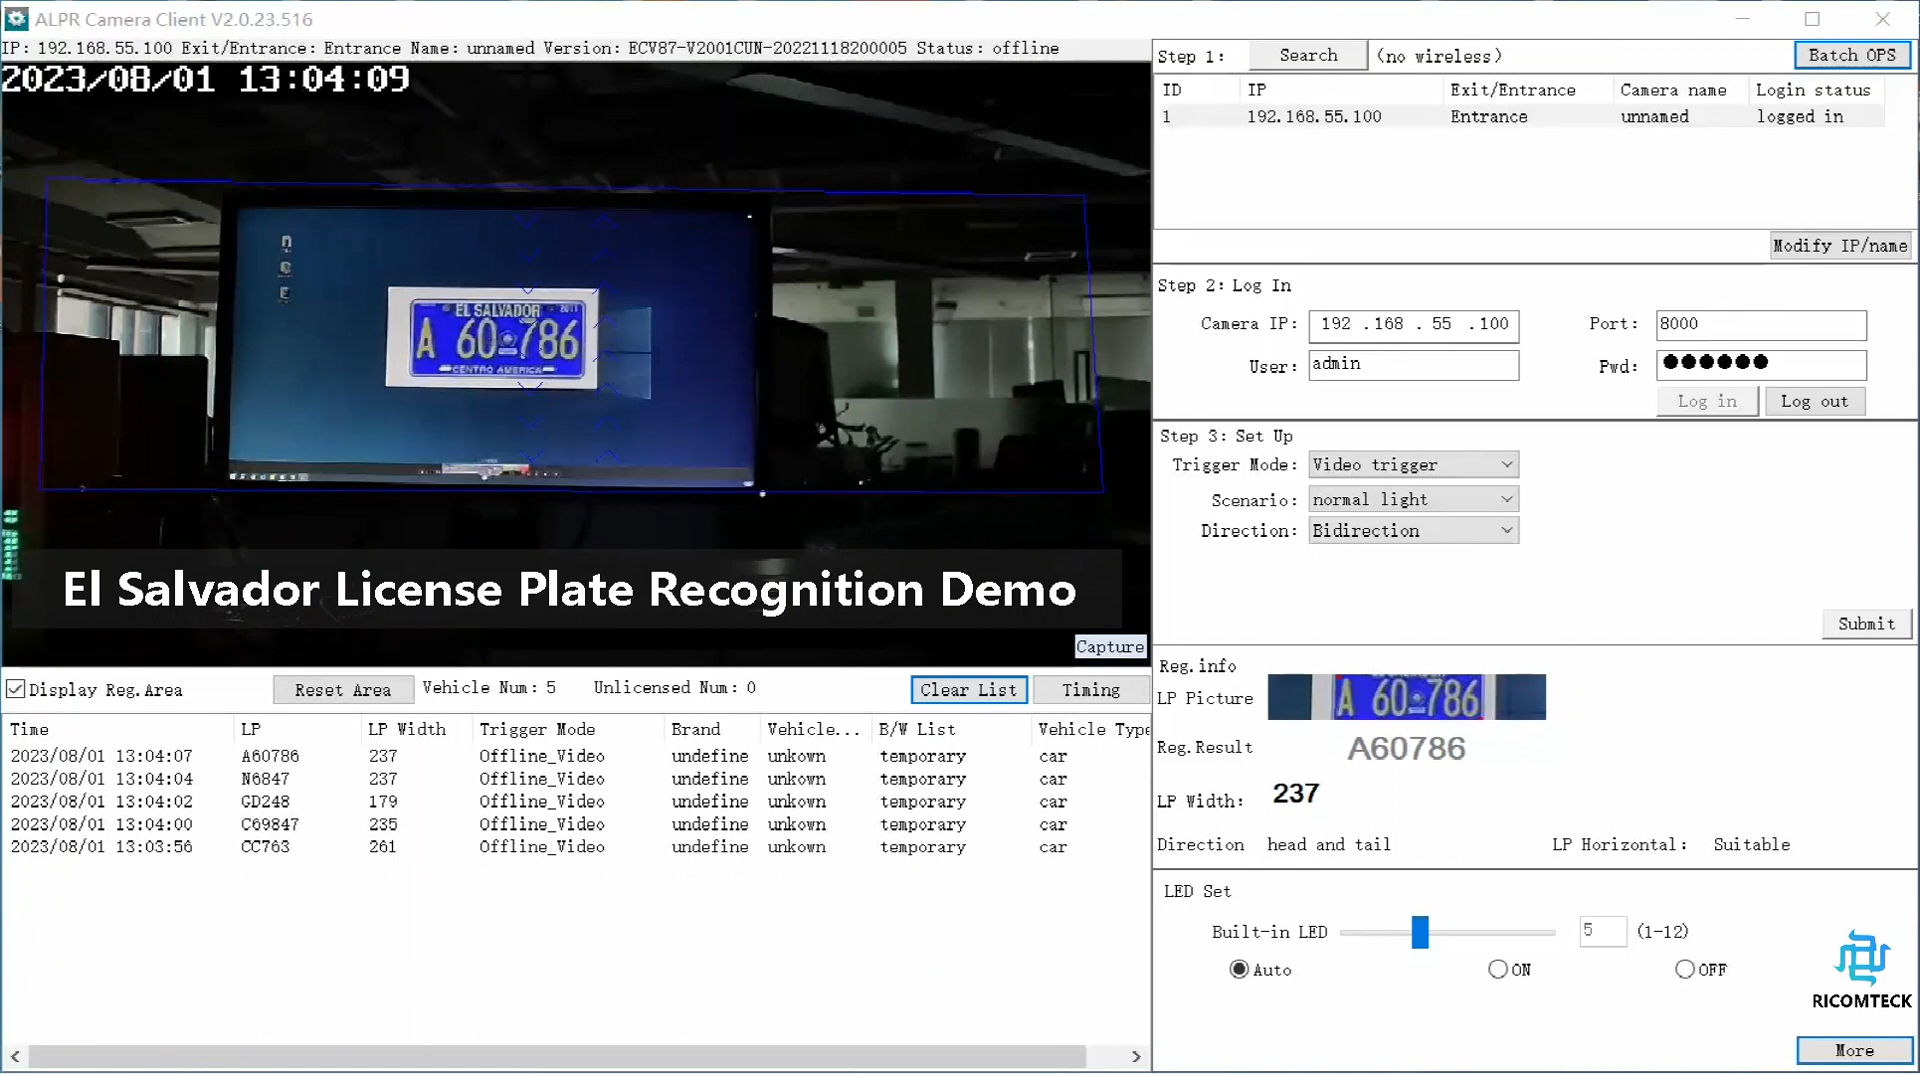 ALPR Camera Client V2.0.23.516
IP: 192.168.55.100 Exit/Entrance: Entrance Name: unnamed Version: ECV87-V2001CUN-20221118200005 Status: offline
2023/08/01 13:04:09
EL SALVADOR 2011
A 60 786
CENTRO AMERICA
El Salvador License Plate Recognition Demo
Capture
Display Reg.Area Reset Area Vehicle Num: 5 Unlicensed Num: 0 Clear List Timing
Time LP LP Width Trigger Mode Brand Vehicle... B/W List Vehicle Type
2023/08/01 13:04:07 A60786 237 Offline_Video undefine unkown temporary car
2023/08/01 13:04:04 N6847 237 Offline_Video undefine unkown temporary car
2023/08/01 13:04:02 GD248 179 Offline_Video undefine unkown temporary car
2023/08/01 13:04:00 C69847 235 Offline_Video undefine unkown temporary car
2023/08/01 13:03:56 CC763 261 Offline_Video undefine unkown temporary car
Step 1: Search (no wireless) Batch OPS
ID IP Exit/Entrance Camera name Login status
1 192.168.55.100 Entrance unnamed logged in
Modify IP/name
Step 2: Log In
Camera IP: 192 .168 . 55 .100 Port: 8000
User: admin Pwd: ●●●●●●
Log in Log out
Step 3: Set Up
Trigger Mode: Video trigger
Scenario: normal light
Direction: Bidirection
Submit
Reg.info
LP Picture A 60 786
Reg.Result A60786
LP Width: 237
Direction head and tail LP Horizontal: Suitable
LED Set
Built-in LED 5 (1-12)
Auto ON OFF
RICOMTECK
More